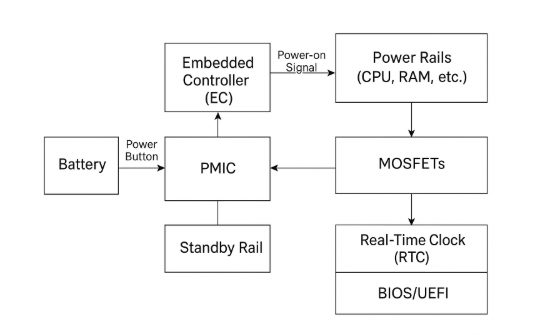 Embedded
Controller
(EC)
Power-on
Signal
Power Rails
(CPU, RAM, etc.)
Battery
Power
Button
PMIC
MOSFETs
Standby Rail
Real-Time Clock
(RTC)
BIOS/UEFI